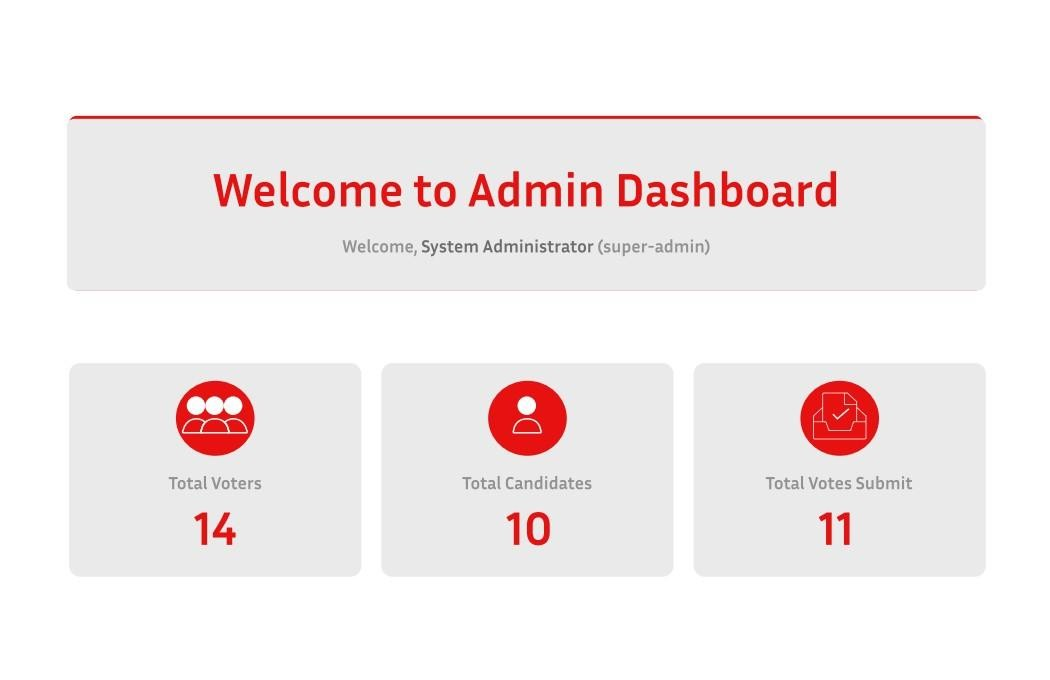 Welcome to Admin Dashboard
Welcome, System Administrator (super-admin)
Total Voters
14
Total Candidates
10
Total Votes Submit
11